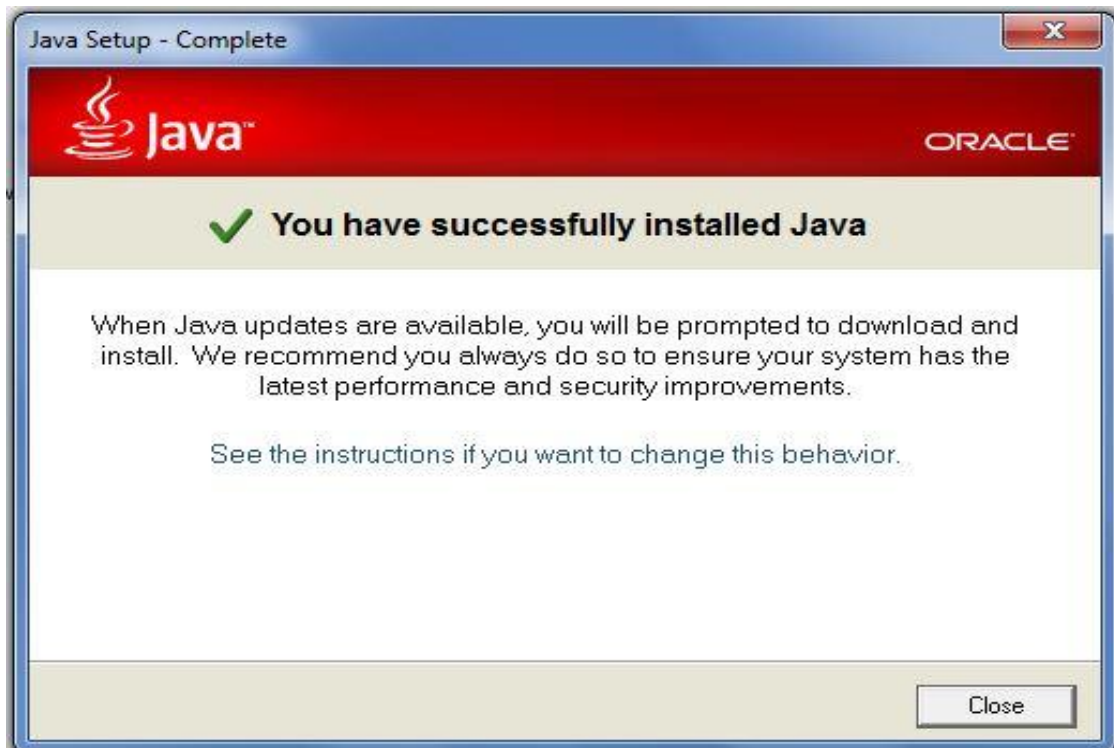 Java Setup - Complete
Java™
ORACLE
You have successfully installed Java
When Java updates are available, you will be prompted to download and
install. We recommend you always do so to ensure your system has the
latest performance and security improvements.
See the instructions if you want to change this behavior.
Close